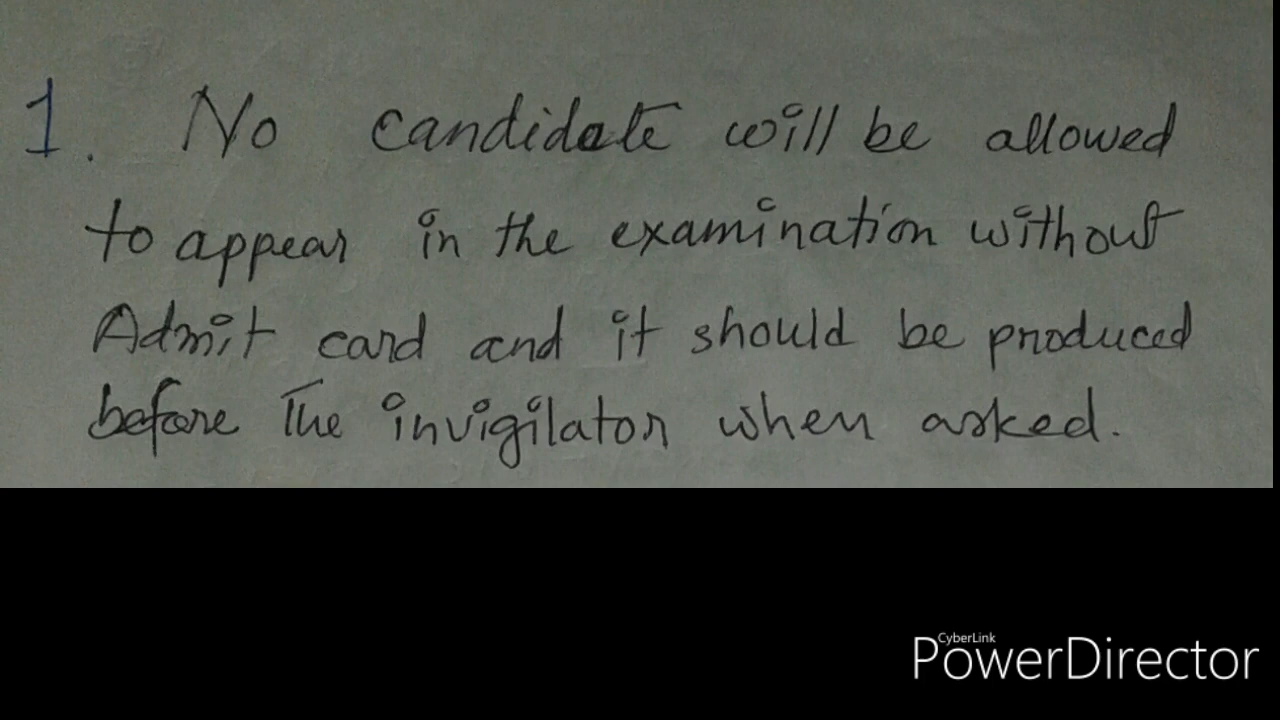 1. No candidate will be allowed
to appear in the examination without
Admit card and it should be produced
before The invigilator when asked.
CyberLink
PowerDirector